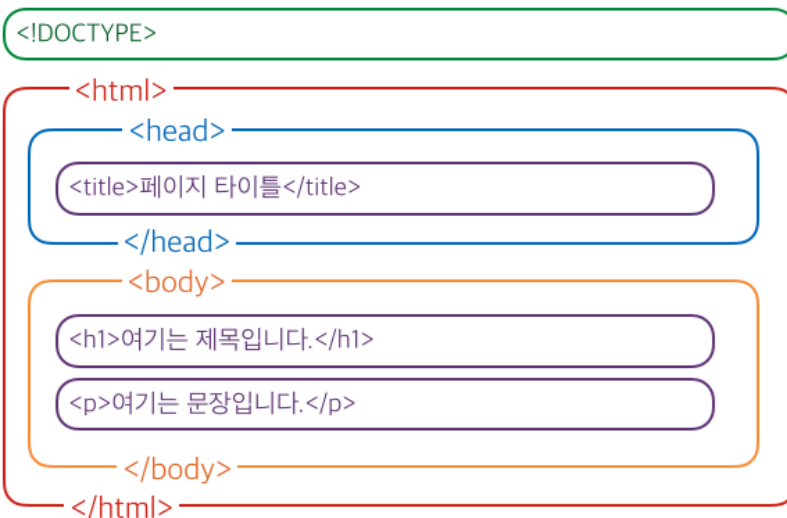 <!DOCTYPE>
<html>
<head>
<title>페이지 타이틀</title>
</head>
<body>
<h1>여기는 제목입니다.</h1>
<p>여기는 문장입니다.</p>
</body>
</html>